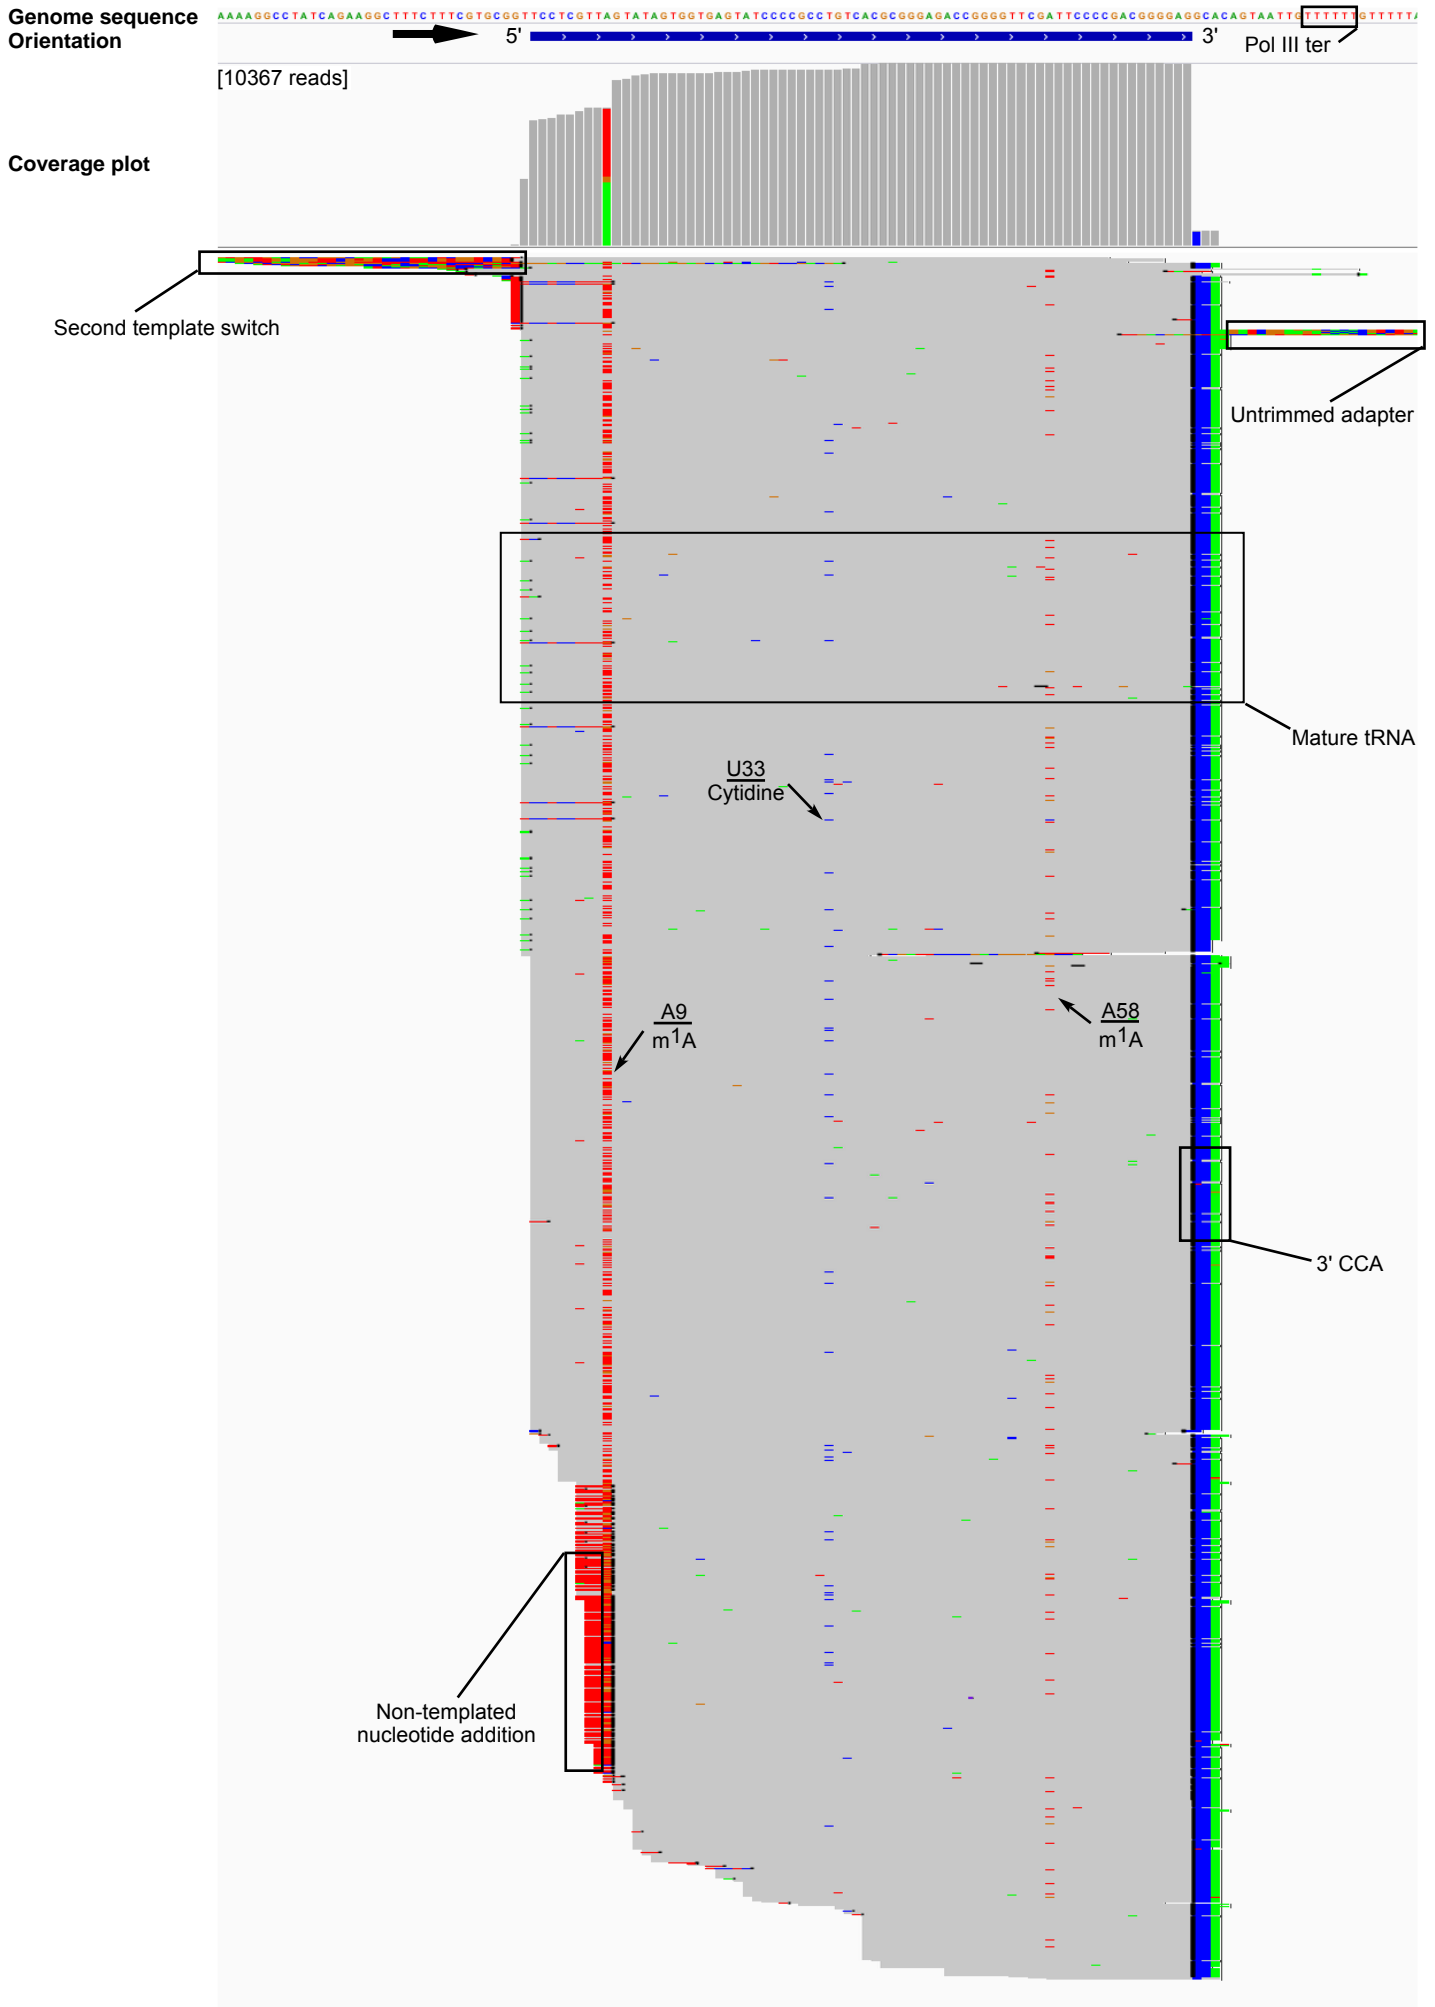 Genome sequence AAAAGGCCTATCAGAAGGCTTTCTTTCGTGCGGTTCCTCGTTAGTATAGTGGTGAGTATCCCCGCCTGTCACGCGGGAGACCGGGGTTCGATTCCCCGACGGGGAGGCACAGTAATTGTTTTTTGTTTTTA
Orientation 5' 3' Pol III ter
[10367 reads]
Coverage plot
Second template switch
Untrimmed adapter
Mature tRNA
U33
Cytidine
A9
m1A
A58
m1A
3' CCA
Non-templated
nucleotide addition